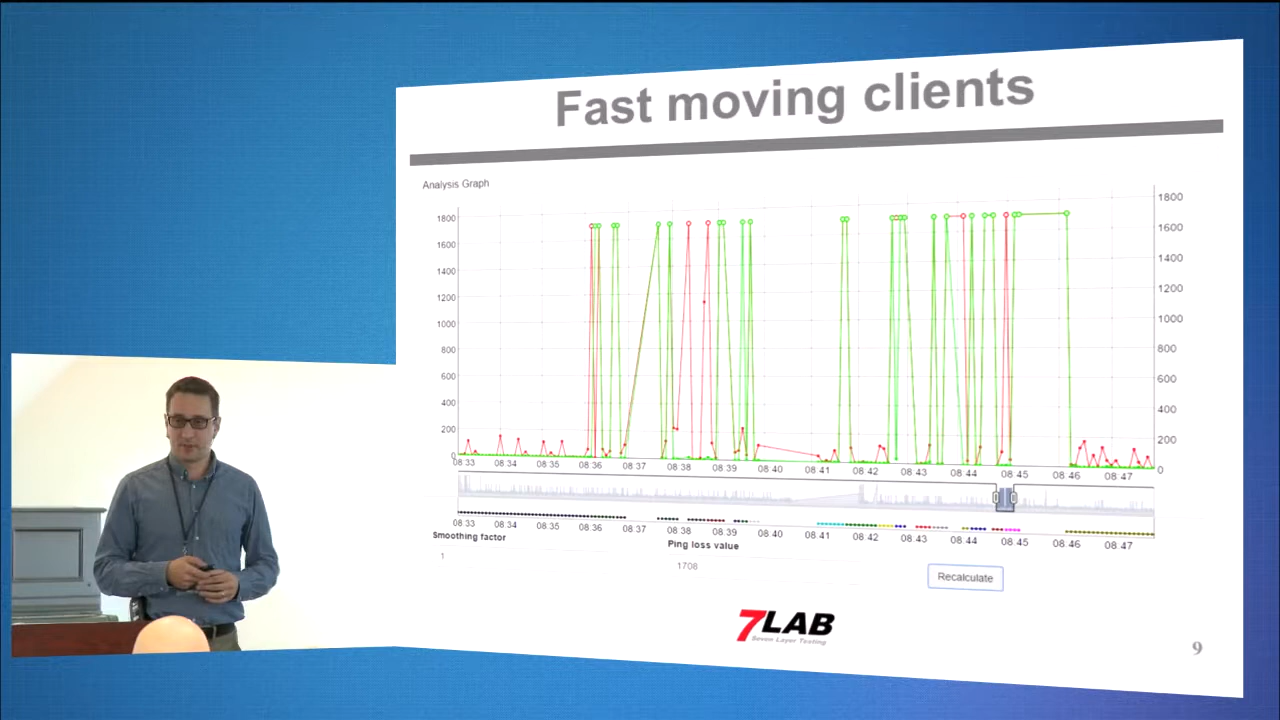 Fast moving clients
Analysis Graph
1800
1600
1400
1200
1000
800
600
400
200
0
1800
1600
1400
1200
1000
800
600
400
200
0
08 33 08 34 08 35 08 36 08 37 08 38 08 39 08 40 08 41 08 42 08 43 08 44 08 45 08 46 08 47
08 33 08 34 08 35 08 36 08 37 08 38 08 39 08 40 08 41 08 42 08 43 08 44 08 45 08 46 08 47
Smoothing factor
Ping loss value
1
1708
Recalculate
7LAB
Seven Layer Testing
9